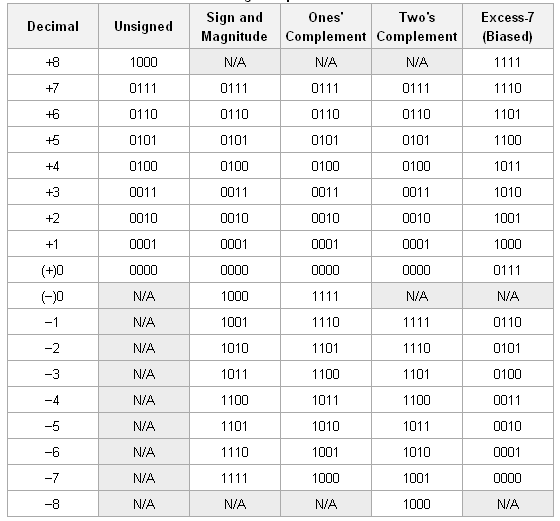 Decimal Unsigned Sign and Magnitude Ones' Complement Two's Complement Excess-7 (Biased)
+8 1000 N/A N/A N/A 1111
+7 0111 0111 0111 0111 1110
+6 0110 0110 0110 0110 1101
+5 0101 0101 0101 0101 1100
+4 0100 0100 0100 0100 1011
+3 0011 0011 0011 0011 1010
+2 0010 0010 0010 0010 1001
+1 0001 0001 0001 0001 1000
(+)0 0000 0000 0000 0000 0111
(−)0 N/A 1000 1111 N/A N/A
−1 N/A 1001 1110 1111 0110
−2 N/A 1010 1101 1110 0101
−3 N/A 1011 1100 1101 0100
−4 N/A 1100 1011 1100 0011
−5 N/A 1101 1010 1011 0010
−6 N/A 1110 1001 1010 0001
−7 N/A 1111 1000 1001 0000
−8 N/A N/A N/A 1000 N/A